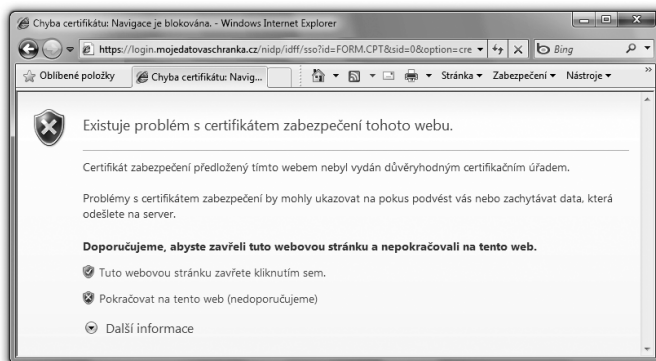 Chyba certifikátu: Navigace je blokována. - Windows Internet Explorer
https://login.mojedatovaschranka.cz/nidp/idff/sso?id=FORM.CPT&sid=0&option=cre
Bing
Oblíbené položky
Chyba certifikátu: Navig...
Stránka
Zabezpečení
Nástroje
»
Existuje problém s certifikátem zabezpečení tohoto webu.
Certifikát zabezpečení předložený tímto webem nebyl vydán důvěryhodným certifikačním úřadem.
Problémy s certifikátem zabezpečení by mohly ukazovat na pokus podvést vás nebo zachytávat data, která
odešlete na server.
Doporučujeme, abyste zavřeli tuto webovou stránku a nepokračovali na tento web.
Tuto webovou stránku zavřete kliknutím sem.
Pokračovat na tento web (nedoporučujeme)
Další informace